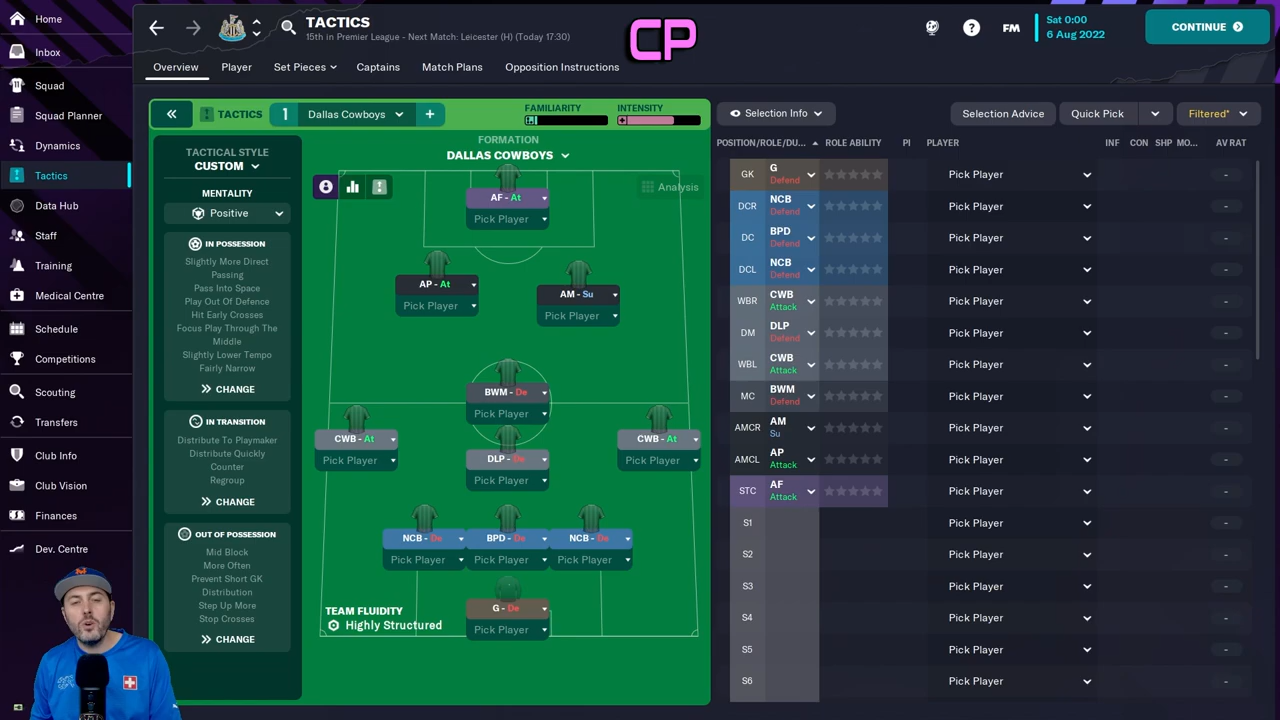 Home
Inbox
Squad
Squad Planner
Dynamics
Tactics
Data Hub
Staff
Training
Medical Centre
Schedule
Competitions
Scouting
Transfers
Club Info
Club Vision
Finances
Dev. Centre
TACTICS
15th in Premier League - Next Match: Leicester (H) (Today 17:30)
CP
FM
Sat 0:00
6 Aug 2022
CONTINUE
Overview
Player
Set Pieces
Captains
Match Plans
Opposition Instructions
TACTICS
1
Dallas Cowboys
FAMILIARITY
INTENSITY
TACTICAL STYLE
CUSTOM
MENTALITY
Positive
IN POSSESSION
Slightly More Direct
Passing
Pass Into Space
Play Out Of Defence
Hit Early Crosses
Focus Play Through The
Middle
Slightly Lower Tempo
Fairly Narrow
CHANGE
IN TRANSITION
Distribute To Playmaker
Distribute Quickly
Counter
Regroup
CHANGE
OUT OF POSSESSION
Mid Block
More Often
Prevent Short GK
Distribution
Step Up More
Stop Crosses
CHANGE
FORMATION
DALLAS COWBOYS
Analysis
AF - At
Pick Player
AP - At
Pick Player
AM - Su
Pick Player
BWM - De
Pick Player
CWB - At
Pick Player
CWB - At
Pick Player
DLP - De
Pick Player
NCB - De
Pick Player
BPD - De
Pick Player
NCB - De
Pick Player
G - De
Pick Player
TEAM FLUIDITY
Highly Structured
Selection Info
Selection Advice
Quick Pick
Filtered*
POSITION/ROLE/DU... ROLE ABILITY PI PLAYER INF CON SHP MO... AV RAT
GK G Defend Pick Player -
DCR NCB Defend Pick Player -
DC BPD Defend Pick Player -
DCL NCB Defend Pick Player -
WBR CWB Attack Pick Player -
DM DLP Defend Pick Player -
WBL CWB Attack Pick Player -
MC BWM Defend Pick Player -
AMCR AM Su Pick Player -
AMCL AP Attack Pick Player -
STC AF Attack Pick Player -
S1 Pick Player -
S2 Pick Player -
S3 Pick Player -
S4 Pick Player -
S5 Pick Player -
S6 Pick Player -